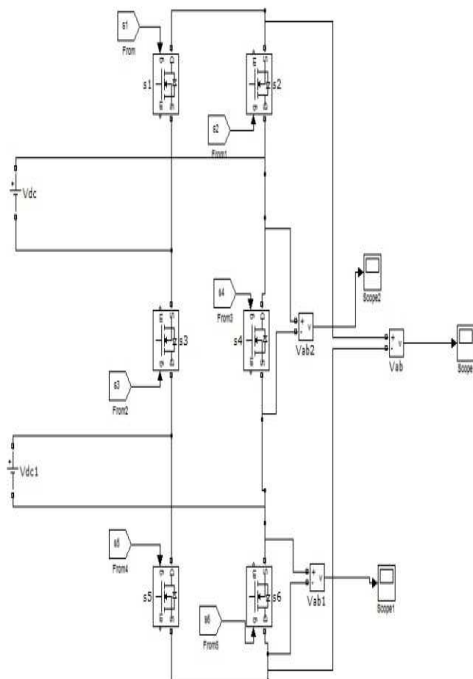 s1
From
s1
s2
s2
From1
Vdc
s4
From3
Scope2
s3
s4
Vab2
Vab
Scope
s3
From2
Vdc1
s5
From4
s5
s6
Vab1
Scope1
s6
From5